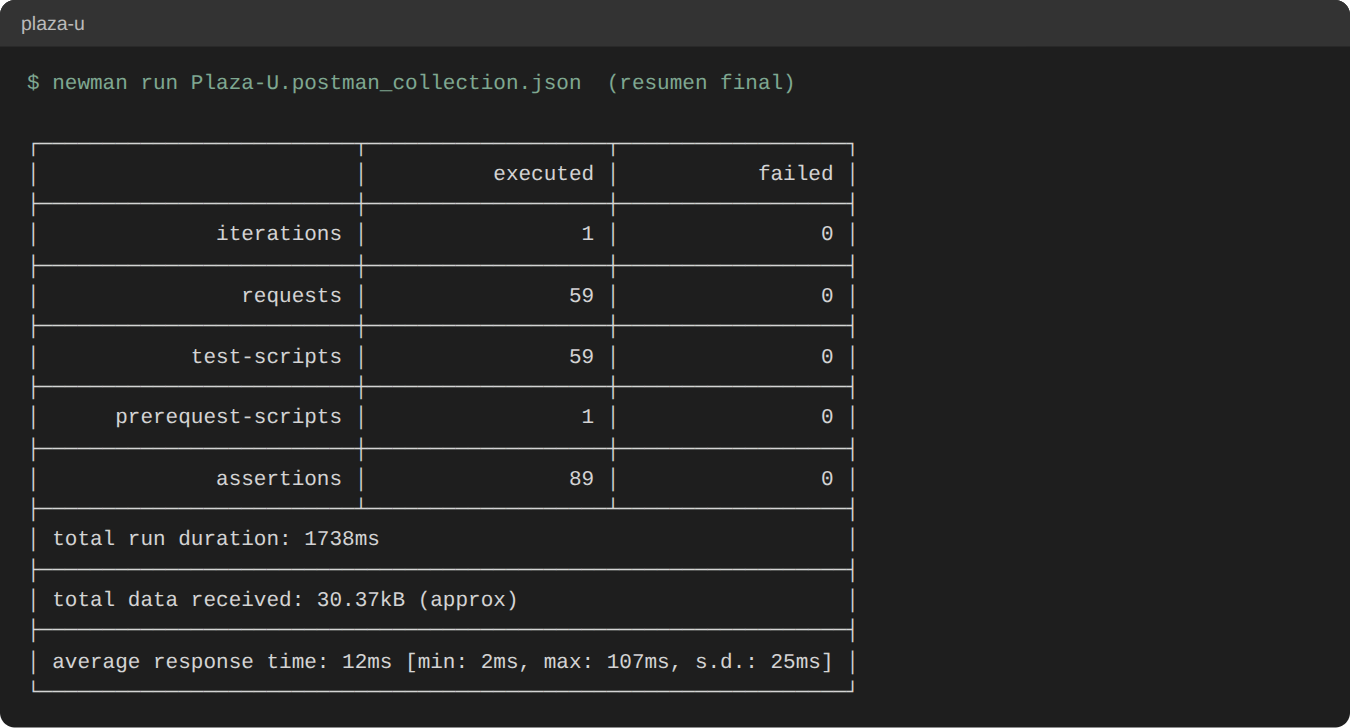 plaza-u
$ newman run Plaza-U.postman_collection.json  (resumen final)
executed failed
iterations 1 0
requests 59 0
test-scripts 59 0
prerequest-scripts 1 0
assertions 89 0
total run duration: 1738ms
total data received: 30.37kB (approx)
average response time: 12ms [min: 2ms, max: 107ms, s.d.: 25ms]